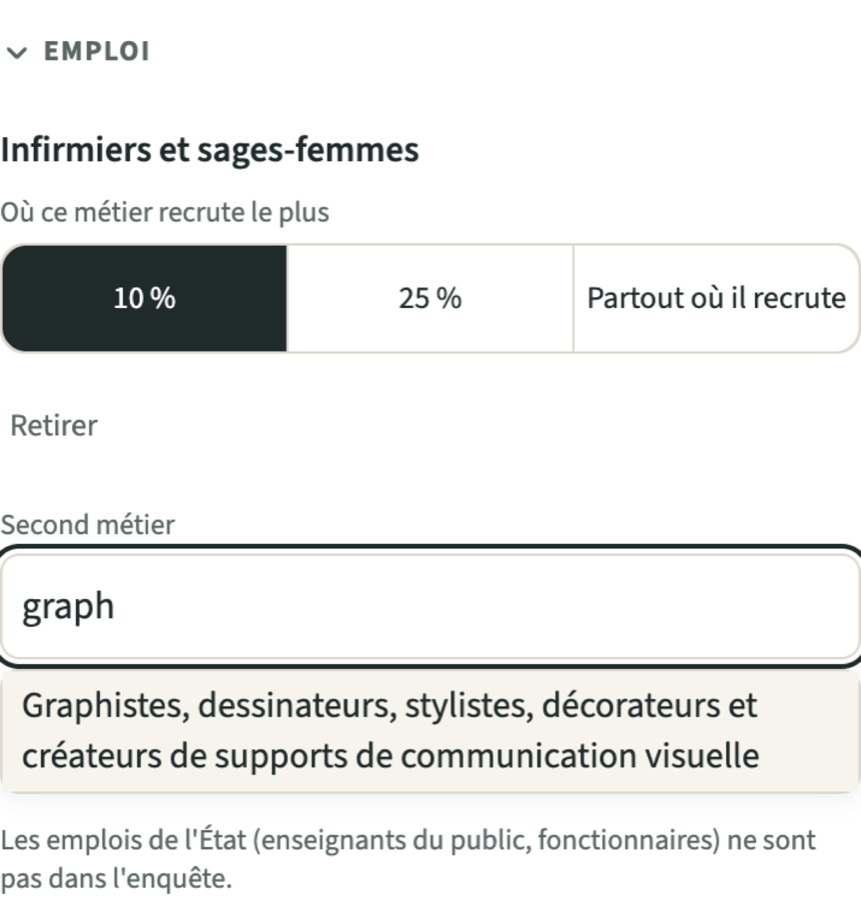 EMPLOI
Infirmiers et sages-femmes
Où ce métier recrute le plus
10 %
25 %
Partout où il recrute
Retirer
Second métier
graph
Graphistes, dessinateurs, stylistes, décorateurs et
créateurs de supports de communication visuelle
Les emplois de l'État (enseignants du public, fonctionnaires) ne sont
pas dans l'enquête.